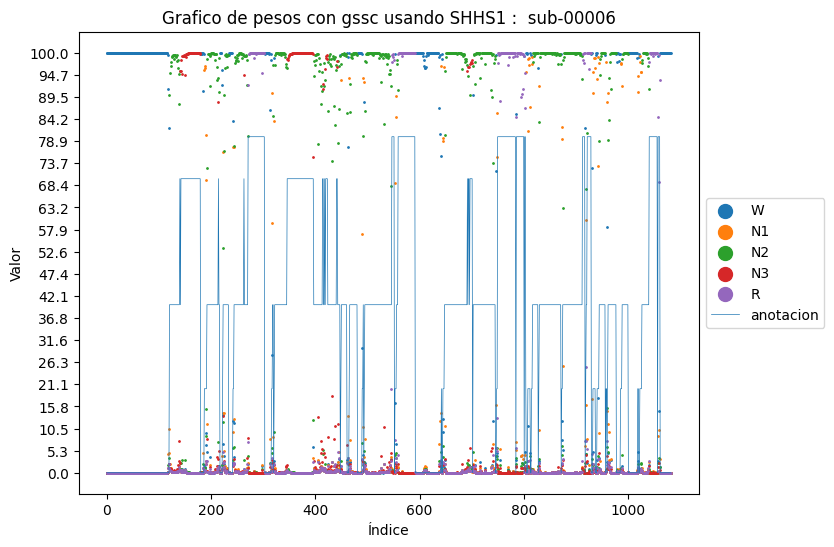 Grafico de pesos con gssc usando SHHS1 :  sub-00006
Valor
100.0
94.7
89.5
84.2
78.9
73.7
68.4
63.2
57.9
52.6
47.4
42.1
36.8
31.6
26.3
21.1
15.8
10.5
5.3
0.0
0
200
400
600
800
1000
Índice
W
N1
N2
N3
R
anotacion